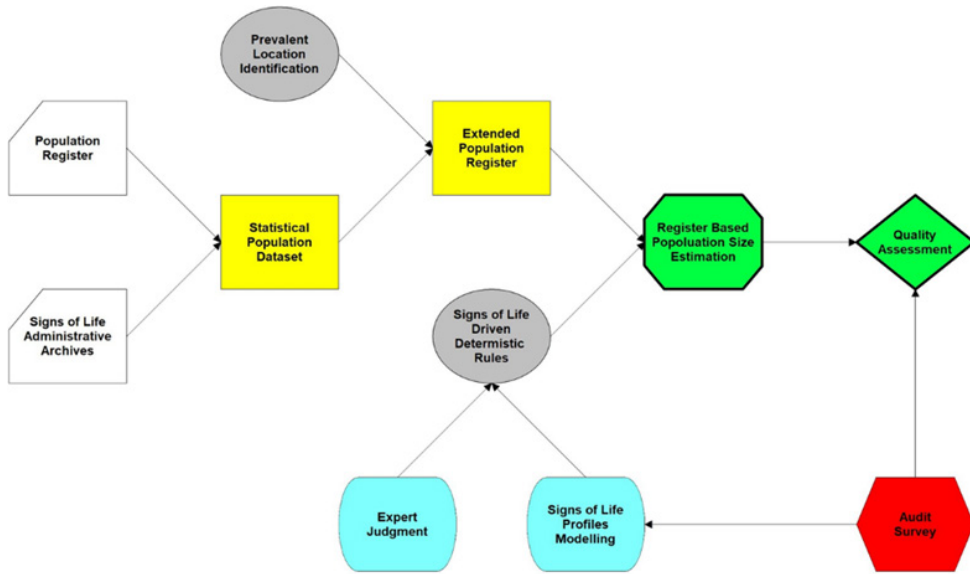 Prevalent
Location
Identification
Population
Register
Extended
Population
Register
Statistical
Population
Dataset
Register Based
Popoluation Size
Estimation
Quality
Assessment
Signs of Life
Administrative
Archives
Signs of Life
Driven
Determistic
Rules
Expert
Judgment
Signs of Life
Profiles
Modelling
Audit
Survey